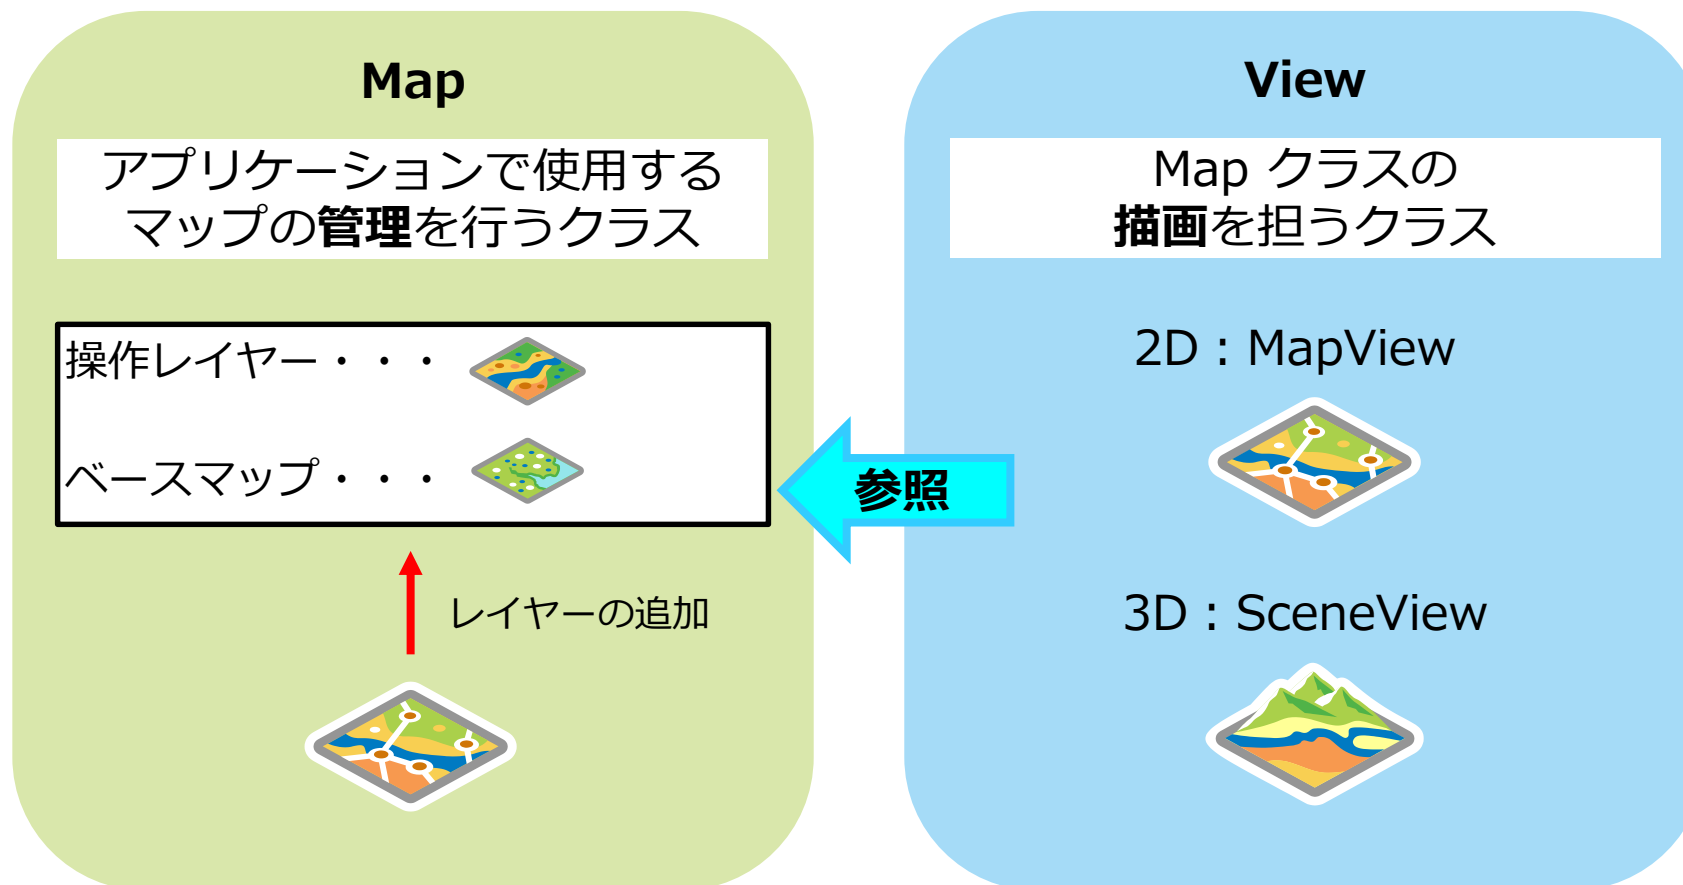 Map
アプリケーションで使用する
マップの管理を行うクラス
操作レイヤー・・・
ベースマップ・・・
レイヤーの追加
参照
View
Map クラスの
描画を担うクラス
2D：MapView
3D：SceneView